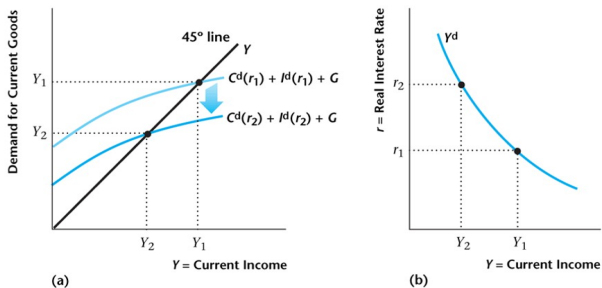 45º line
Y
Demand for Current Goods
Y₁
Cᵈ(r₁) + Iᵈ(r₁) + G
Y₂
Cᵈ(r₂) + Iᵈ(r₂) + G
Y₂
Y₁
Y = Current Income
(a)
Yᵈ
r = Real Interest Rate
r₂
r₁
Y₂
Y₁
Y = Current Income
(b)